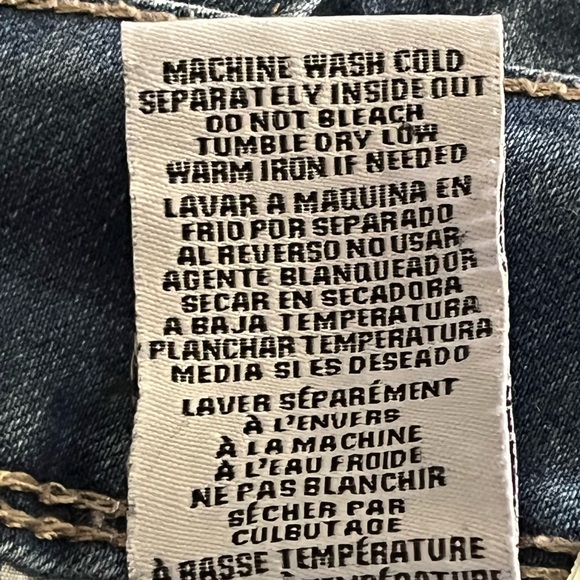 MACHINE WASH COLD
SEPARATELY INSIDE OUT
DO NOT BLEACH
TUMBLE DRY LOW
WARM IRON IF NEEDED
LAVAR A MAQUINA EN
FRIO POR SEPARADO
AL REVERSO NO USAR
AGENTE BLANQUEADOR
SECAR EN SECADORA
A BAJA TEMPERATURA
PLANCHAR TEMPERATURA
MEDIA SI ES DESEADO
LAVER SÉPARÉMENT
À L'ENVERS
À LA MACHINE
À L'EAU FROIDE
NE PAS BLANCHIR
SÉCHER PAR
CULBUTAGE
À BASSE TEMPÉRATURE
À TEMPÉRATURE